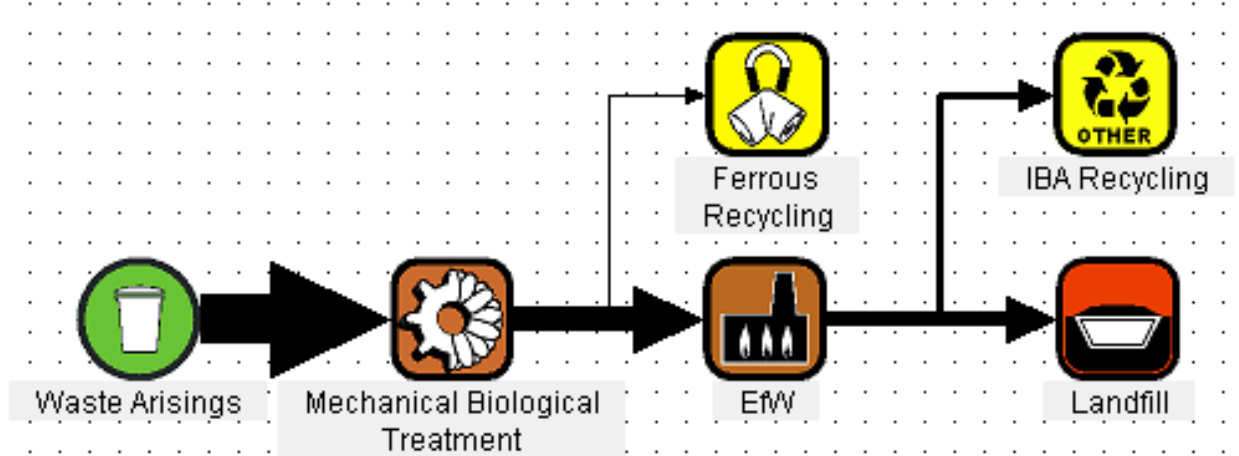 OTHER
Ferrous
Recycling
IBA Recycling
Waste Arisings
Mechanical Biological
Treatment
EfW
Landfill